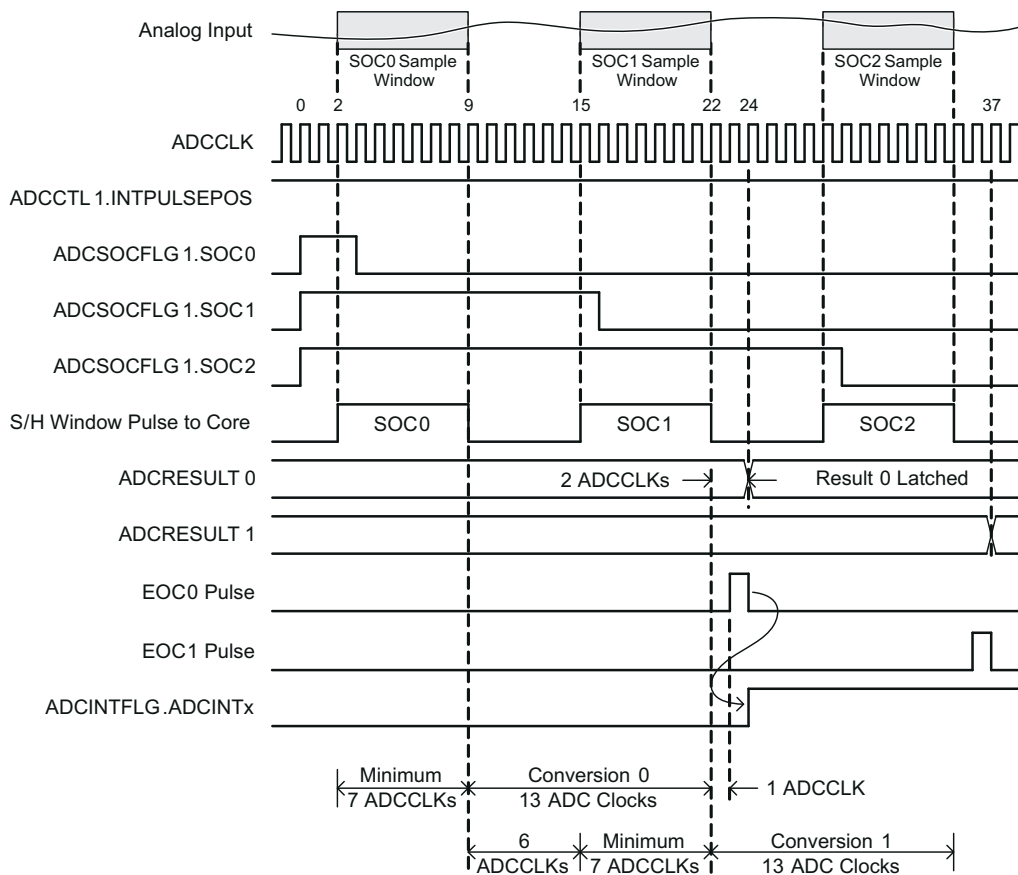 Analog Input
SOC0 Sample
Window
SOC1 Sample
Window
SOC2 Sample
Window
0 2 9 15 22 24 37
ADCCLK
ADCCTL 1.INTPULSEPOS
ADCSOCFLG 1.SOC0
ADCSOCFLG 1.SOC1
ADCSOCFLG 1.SOC2
S/H Window Pulse to Core
SOC0
SOC1
SOC2
ADCRESULT 0
2 ADCCLKs
Result 0 Latched
ADCRESULT 1
EOC0 Pulse
EOC1 Pulse
ADCINTFLG .ADCINTx
Minimum
7 ADCCLKs
Conversion 0
13 ADC Clocks
1 ADCCLK
6
ADCCLKs
Minimum
7 ADCCLKs
Conversion 1
13 ADC Clocks